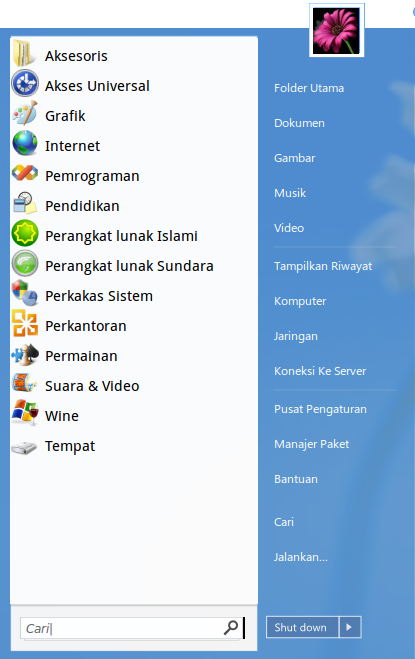 Aksesoris
Akses Universal
Grafik
Internet
Pemrograman
Pendidikan
Perangkat lunak Islami
Perangkat lunak Sundara
Perkakas Sistem
Perkantoran
Permainan
Suara & Video
Wine
Tempat
Cari
Folder Utama
Dokumen
Gambar
Musik
Video
Tampilkan Riwayat
Komputer
Jaringan
Koneksi Ke Server
Pusat Pengaturan
Manajer Paket
Bantuan
Cari
Jalankan...
Shut down